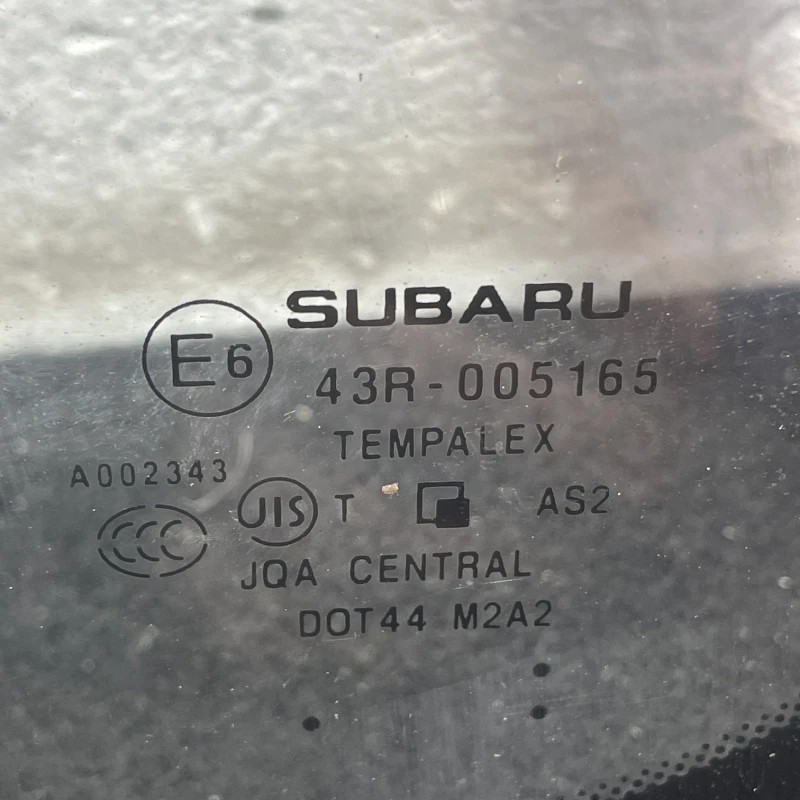 SUBARU
E6
43R-005165
TEMPALEX
A002343
CCC
JIS T AS2
JQA CENTRAL
DOT44 M2A2